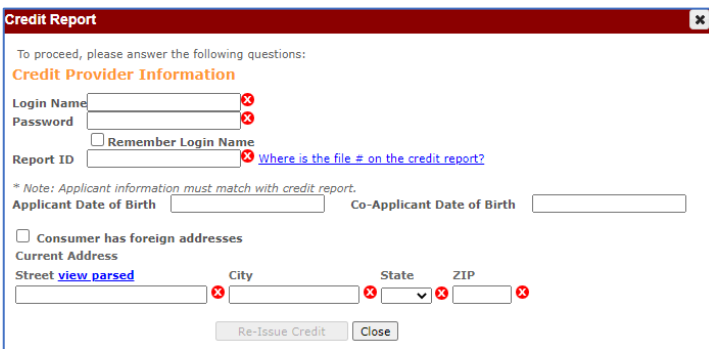 Credit Report
To proceed, please answer the following questions:
Credit Provider Information
Login Name
Password
Remember Login Name
Report ID Where is the file # on the credit report?
* Note: Applicant information must match with credit report.
Applicant Date of Birth Co-Applicant Date of Birth
Consumer has foreign addresses
Current Address
Street view parsed City State ZIP
Re-Issue Credit Close